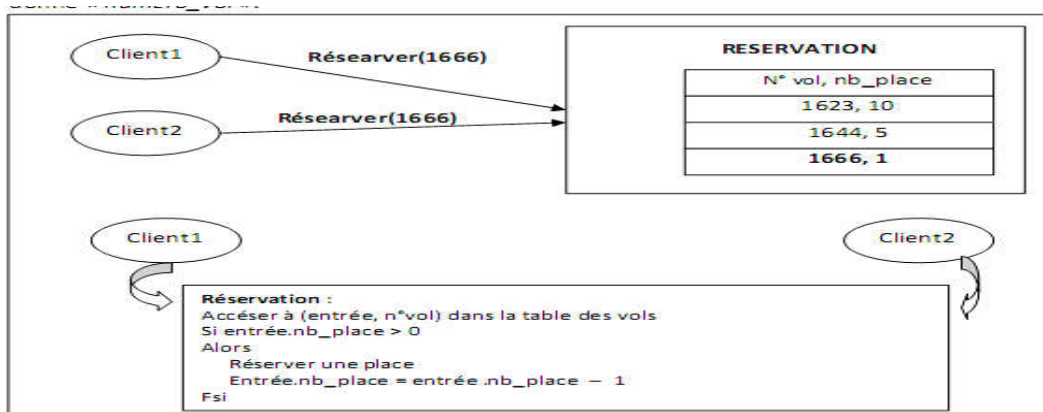 Client1
Résearver(1666)
Client2
Résearver(1666)
RESERVATION
N° vol, nb_place
1623, 10
1644, 5
1666, 1
Client1
Client2
Réservation :
Accéser à (entrée, n°vol) dans la table des vols
Si entrée.nb_place > 0
Alors
Réserver une place
Entrée.nb_place = entrée .nb_place – 1
Fsi